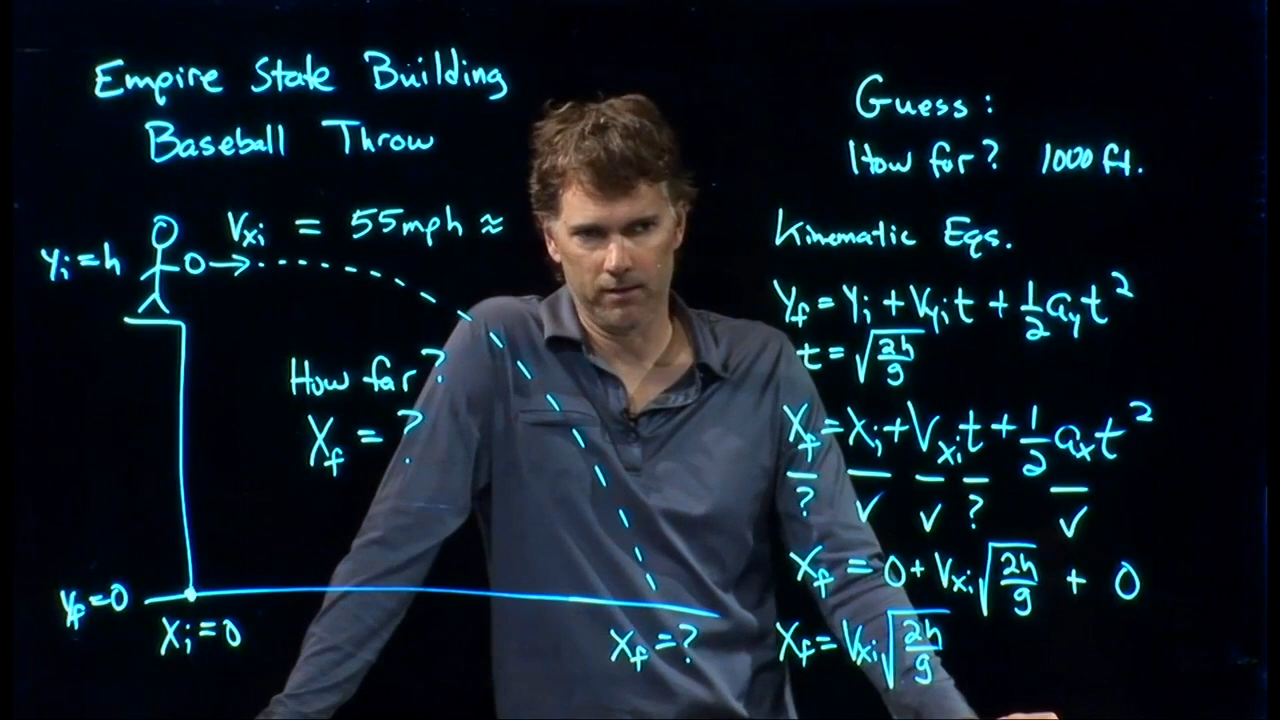 Empire State Building
Baseball Throw
Vxi = 55mph ≈
yi = h
How far?
Xf = ?
yf = 0
Xi = 0
Xf = ?
Guess:
How far? 1000 ft.
Kinematic Eqs.
Yf = Yi + Vyi t + 1/2 ay t²
t = √(2h/g)
Xf = Xi + Vxi t + 1/2 ax t²
? ✓ ✓ ? ✓
Xf = 0 + Vxi √(2h/g) + 0
Xf = Vxi √(2h/g)